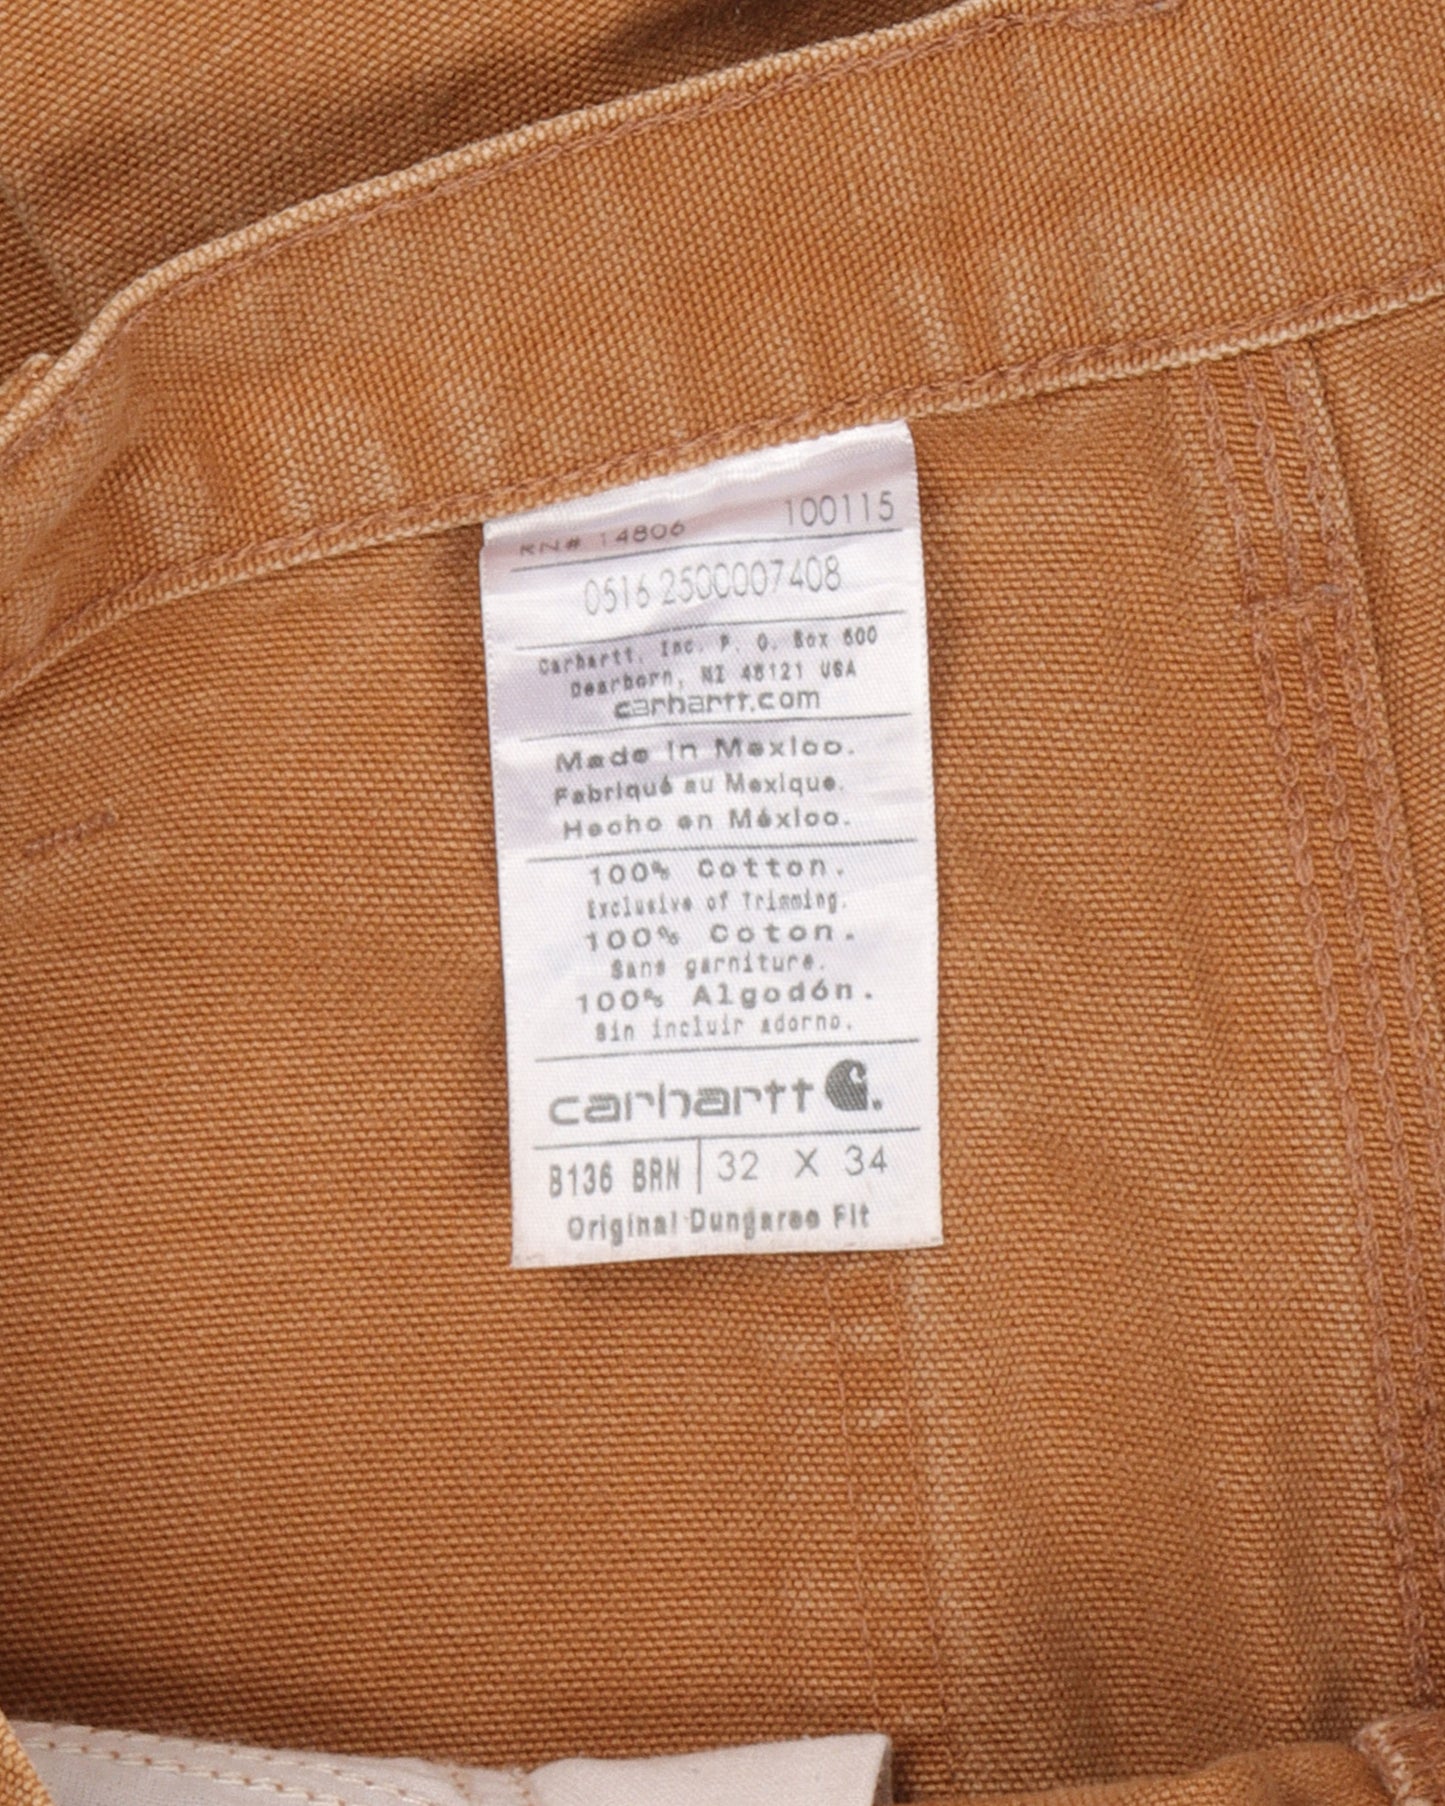 RN# 14806 100115
0516 2500007408
Carhartt, Inc. P. O. Box 600
Dearborn, MI 48121 USA
carhartt.com
Made in Mexico.
Fabriqué au Mexique.
Hecho en México.
100% Cotton.
Exclusive of Trimming.
100% Coton.
Sans garniture.
100% Algodón.
Sin incluir adorno.
carhartt
B136 BRN | 32 X 34
Original Dungaree Fit